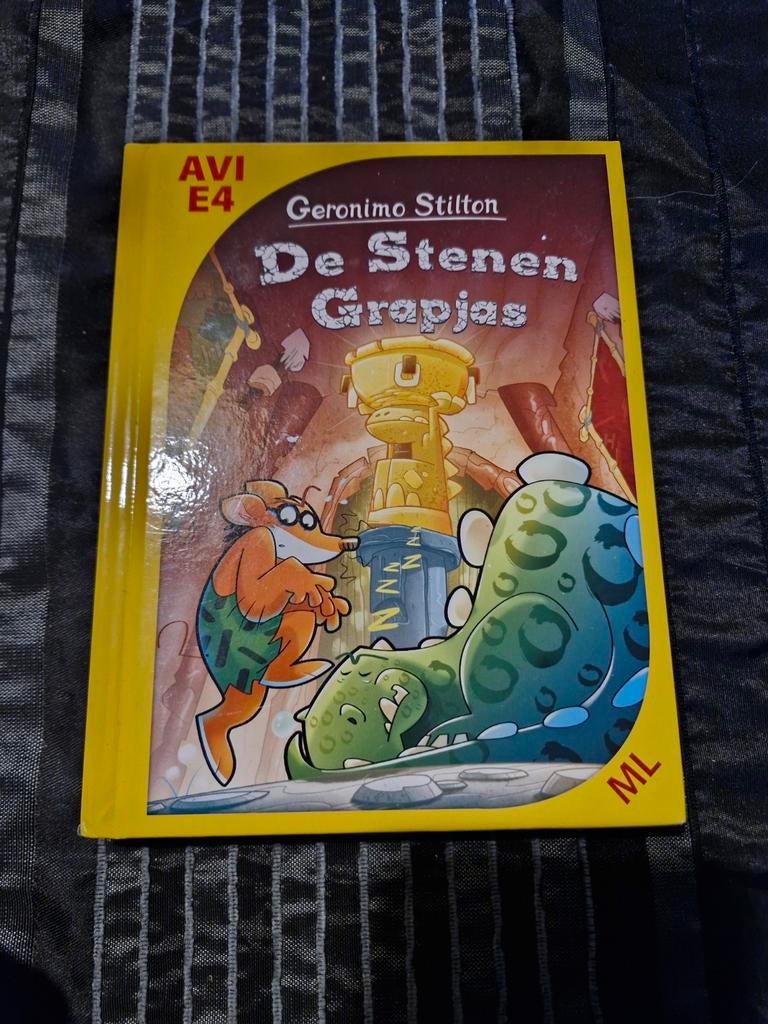 AVI
E4
Geronimo Stilton
De Stenen
Grapjas
Z
Z
Z
Z
ML